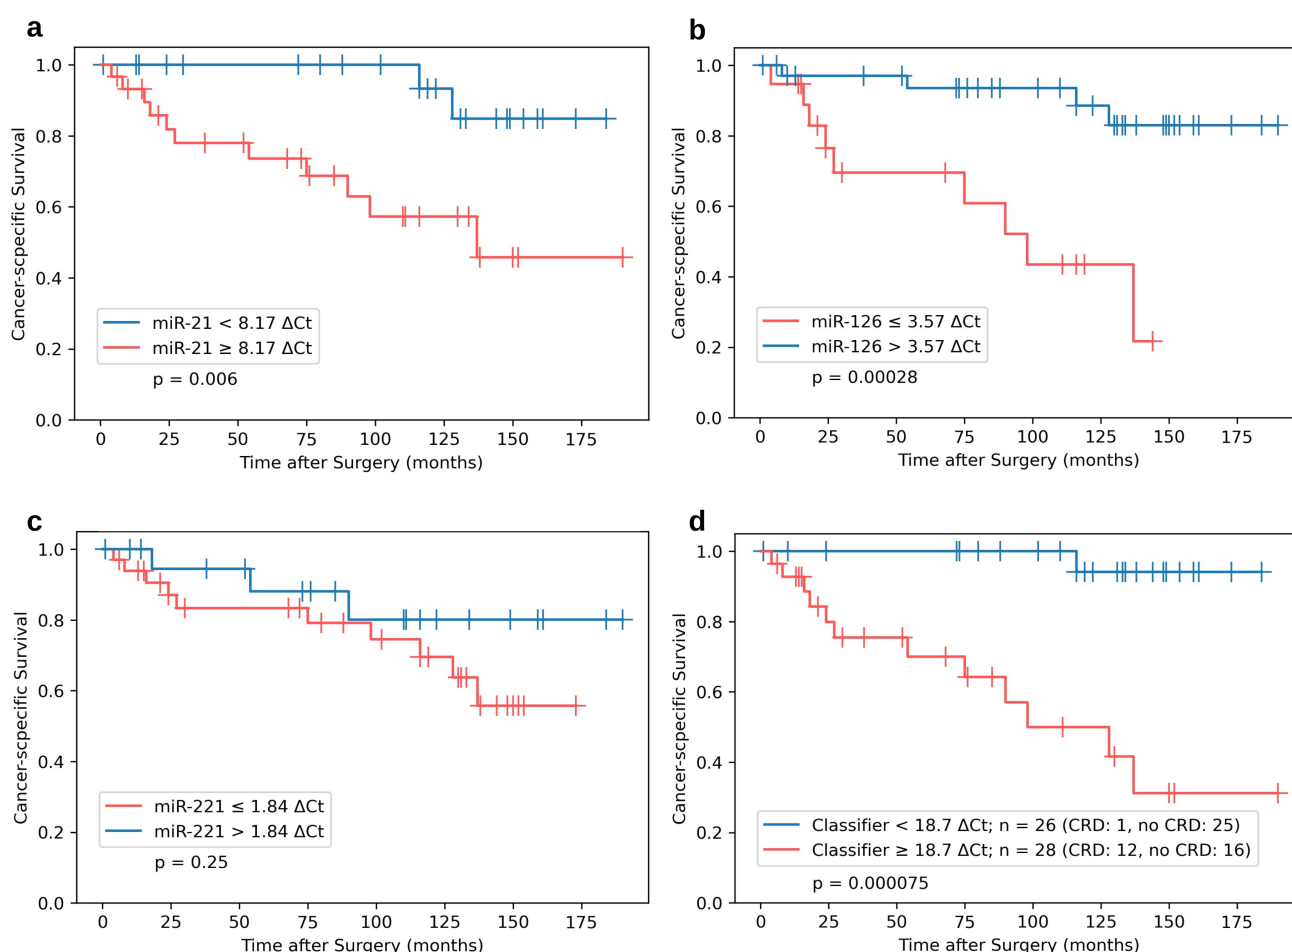 a
Cancer-scpecific Survival
1.0
0.8
0.6
0.4
0.2
0.0
miR-21 < 8.17 ΔCt
miR-21 ≥ 8.17 ΔCt
p = 0.006
0 25 50 75 100 125 150 175
Time after Surgery (months)
b
Cancer-scpecific Survival
1.0
0.8
0.6
0.4
0.2
0.0
miR-126 ≤ 3.57 ΔCt
miR-126 > 3.57 ΔCt
p = 0.00028
0 25 50 75 100 125 150 175
Time after Surgery (months)
c
Cancer-scpecific Survival
1.0
0.8
0.6
0.4
0.2
0.0
miR-221 ≤ 1.84 ΔCt
miR-221 > 1.84 ΔCt
p = 0.25
0 25 50 75 100 125 150 175
Time after Surgery (months)
d
Cancer-scpecific Survival
1.0
0.8
0.6
0.4
0.2
0.0
Classifier < 18.7 ΔCt; n = 26 (CRD: 1, no CRD: 25)
Classifier ≥ 18.7 ΔCt; n = 28 (CRD: 12, no CRD: 16)
p = 0.000075
0 25 50 75 100 125 150 175
Time after Surgery (months)